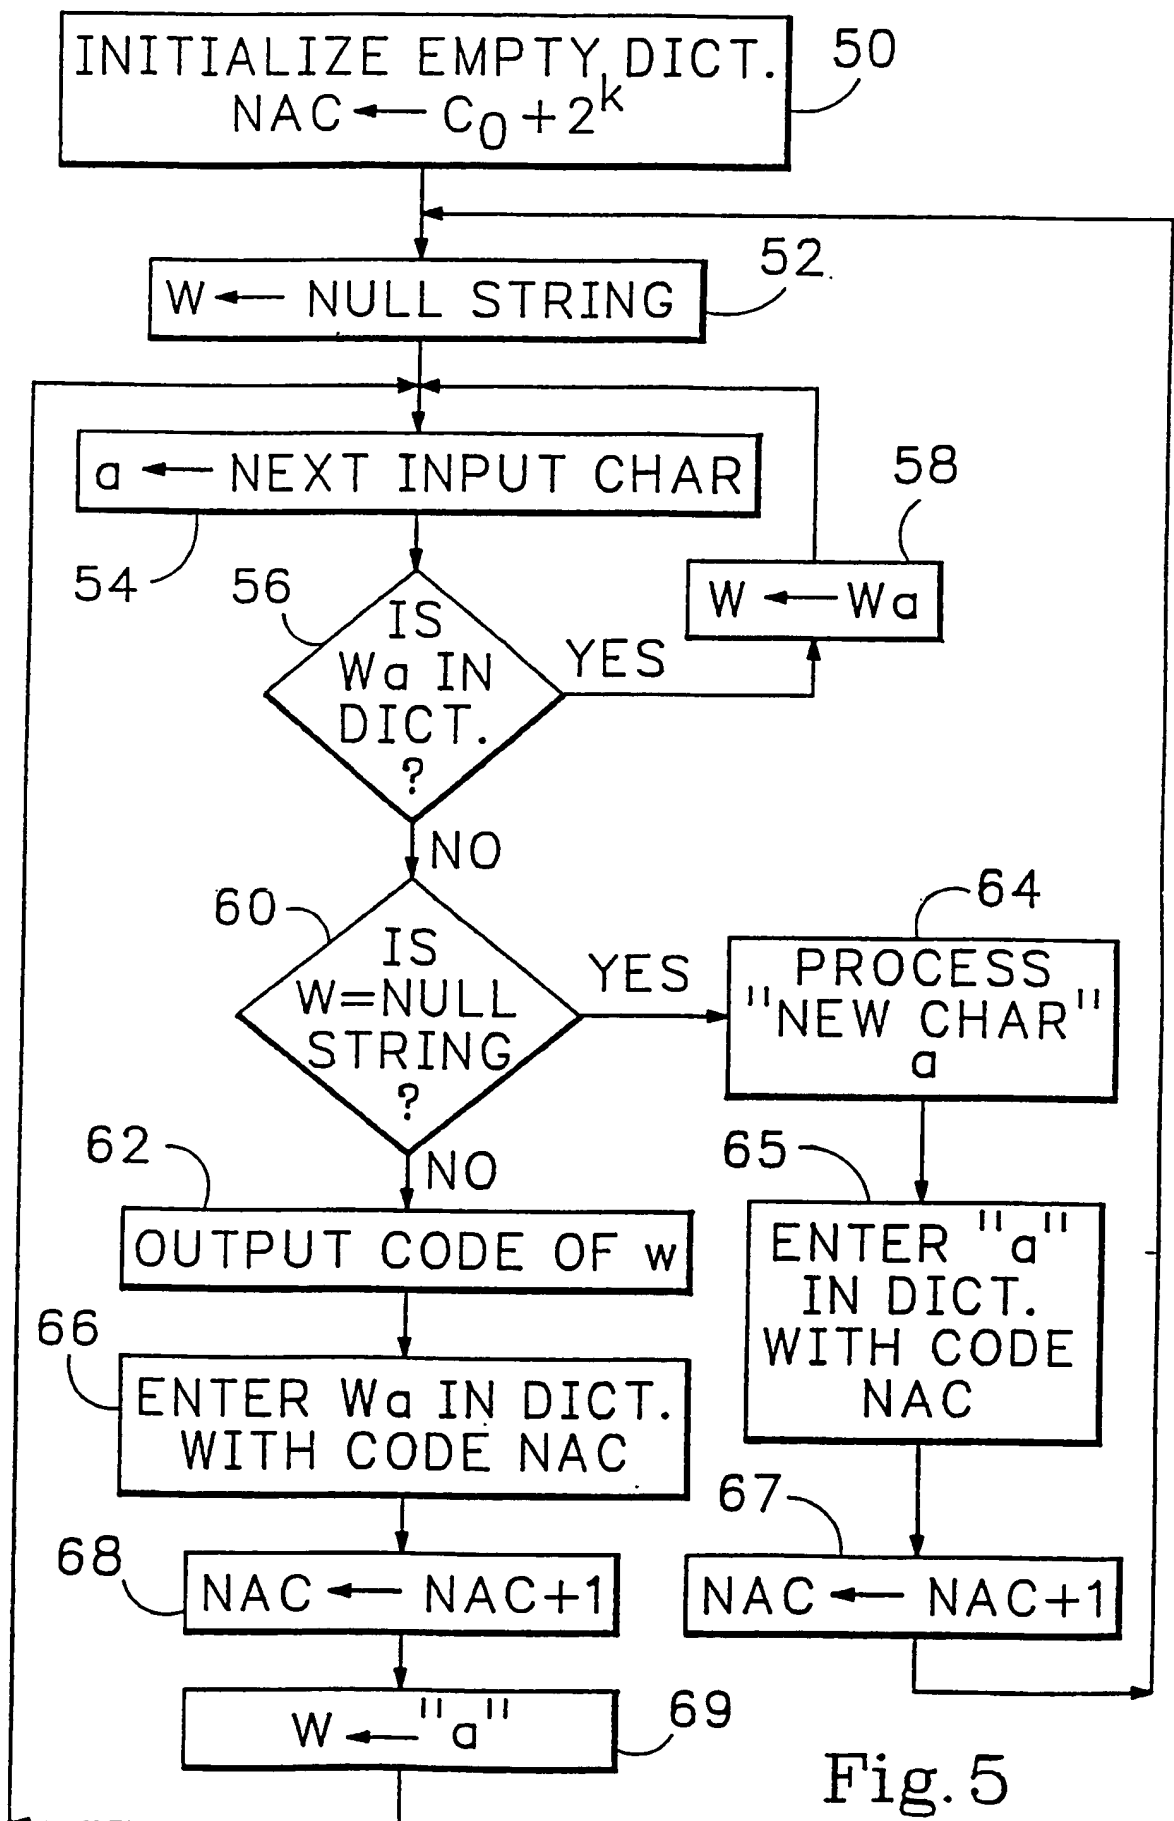 INITIALIZE EMPTY DICT.
NAC ← C₀ + 2ᵏ
50
W ← NULL STRING
52
a ← NEXT INPUT CHAR
54
58
W ← Wa
56
IS
Wa IN
DICT.
?
YES
NO
60
IS
W=NULL
STRING
?
YES
NO
64
PROCESS
"NEW CHAR"
a
62
OUTPUT CODE OF w
65
ENTER "a"
IN DICT.
WITH CODE
NAC
66
ENTER Wa IN DICT.
WITH CODE NAC
67
NAC ← NAC+1
68
NAC ← NAC+1
W ← "a"
69
Fig. 5